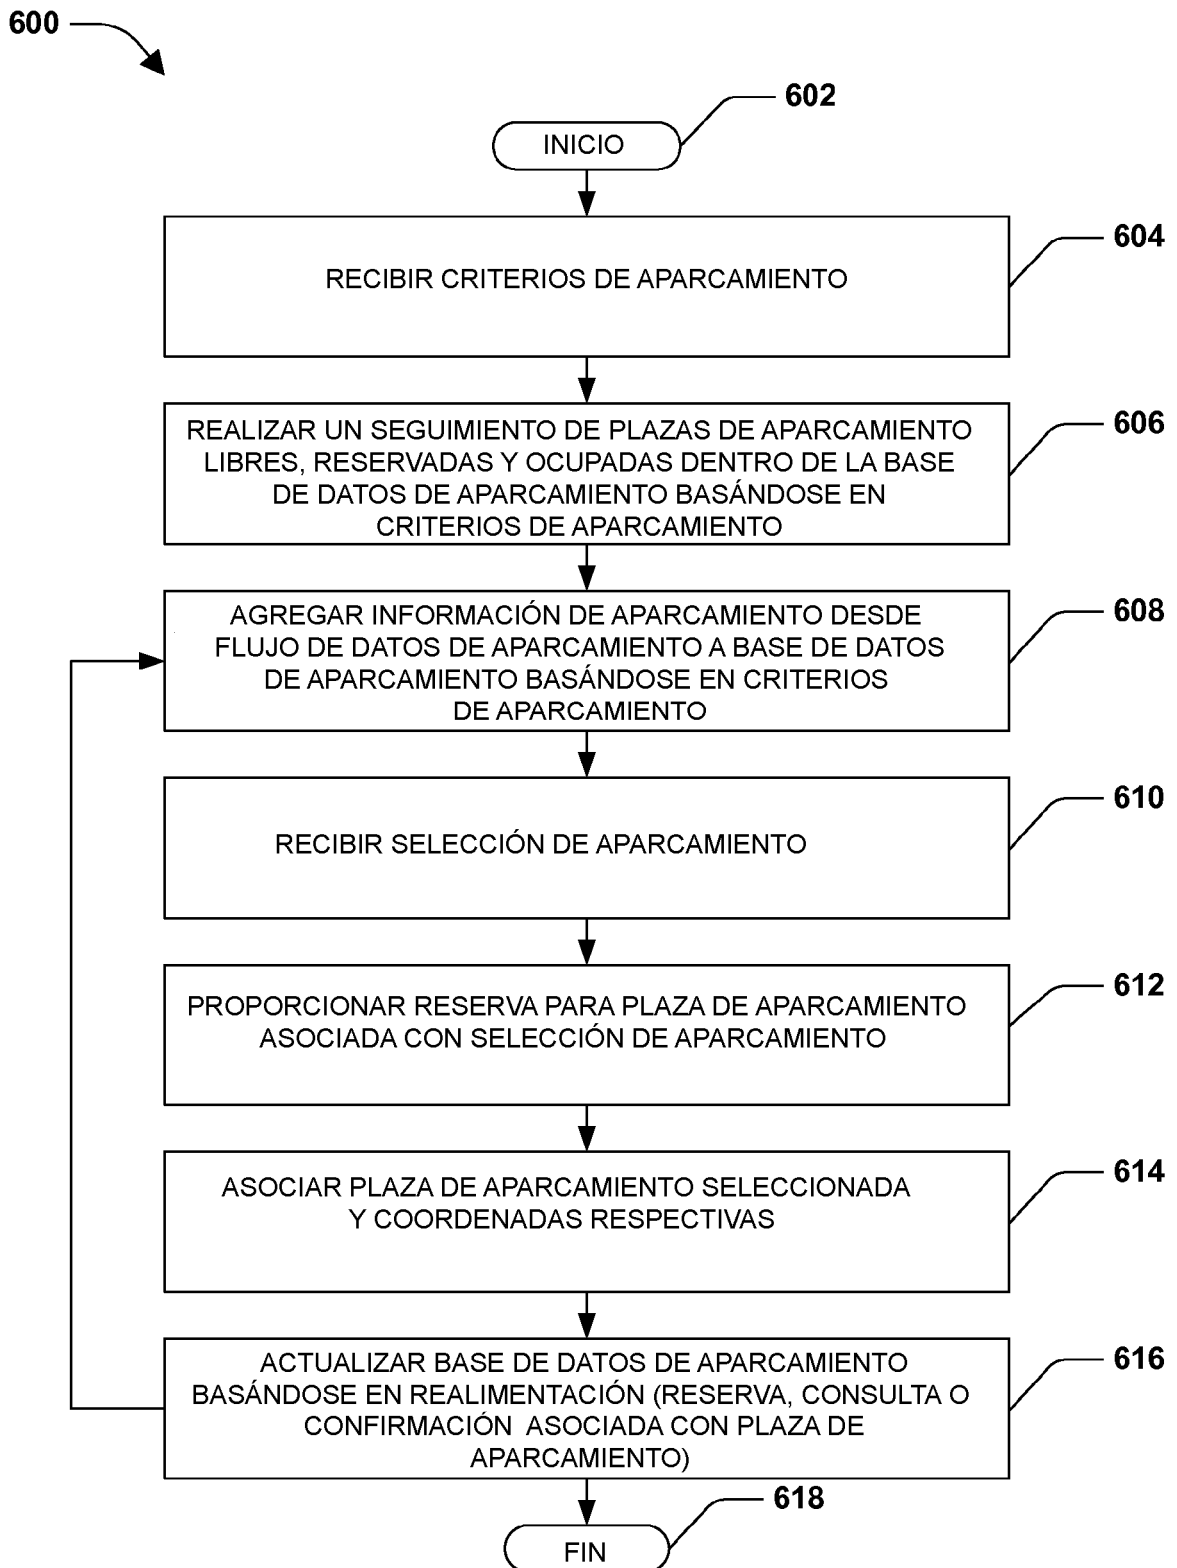 600
602
INICIO
604
RECIBIR CRITERIOS DE APARCAMIENTO
606
REALIZAR UN SEGUIMIENTO DE PLAZAS DE APARCAMIENTO
LIBRES, RESERVADAS Y OCUPADAS DENTRO DE LA BASE
DE DATOS DE APARCAMIENTO BASÁNDOSE EN
CRITERIOS DE APARCAMIENTO
608
AGREGAR INFORMACIÓN DE APARCAMIENTO DESDE
FLUJO DE DATOS DE APARCAMIENTO A BASE DE DATOS
DE APARCAMIENTO BASÁNDOSE EN CRITERIOS
DE APARCAMIENTO
610
RECIBIR SELECCIÓN DE APARCAMIENTO
612
PROPORCIONAR RESERVA PARA PLAZA DE APARCAMIENTO
ASOCIADA CON SELECCIÓN DE APARCAMIENTO
614
ASOCIAR PLAZA DE APARCAMIENTO SELECCIONADA
Y COORDENADAS RESPECTIVAS
616
ACTUALIZAR BASE DE DATOS DE APARCAMIENTO
BASÁNDOSE EN REALIMENTACIÓN (RESERVA, CONSULTA O
CONFIRMACIÓN ASOCIADA CON PLAZA DE
APARCAMIENTO)
618
FIN